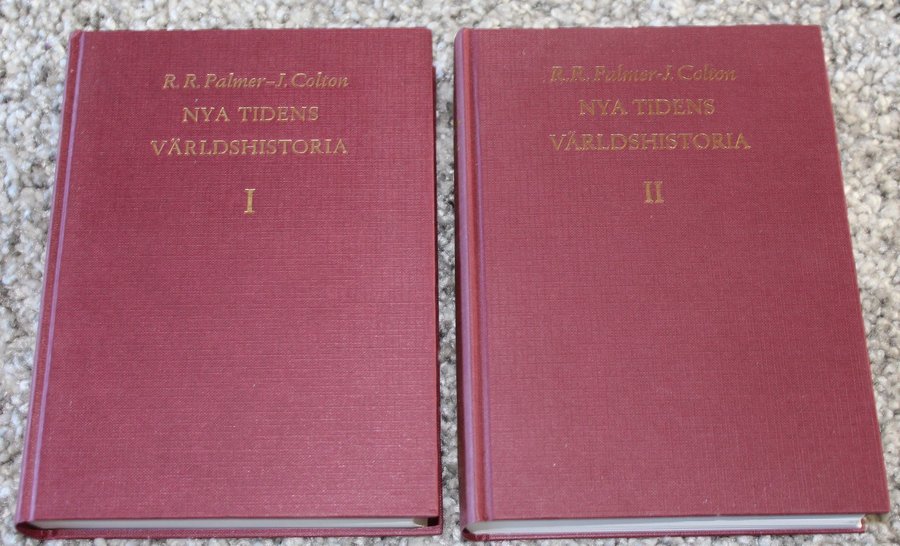 R. R. Palmer–J. Colton
NYA TIDENS
VÄRLDSHISTORIA
I
R. R. Palmer-J. Colton
NYA TIDENS
VÄRLDSHISTORIA
II